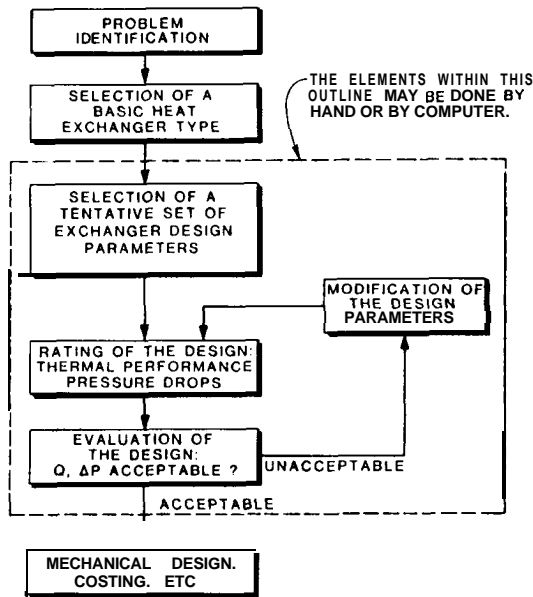 PROBLEM
IDENTIFICATION
SELECTION OF A
BASIC HEAT
EXCHANGER TYPE
THE ELEMENTS WITHIN THIS
OUTLINE MAY BE DONE BY
HAND OR BY COMPUTER.
SELECTION OF A
TENTATIVE SET OF
EXCHANGER DESIGN
PARAMETERS
MODIFICATION OF
THE DESIGN
PARAMETERS
RATING OF THE DESIGN:
THERMAL PERFORMANCE
PRESSURE DROPS
EVALUATION OF
THE DESIGN:
Q, ΔP ACCEPTABLE ?
UNACCEPTABLE
ACCEPTABLE
MECHANICAL DESIGN.
COSTING. ETC